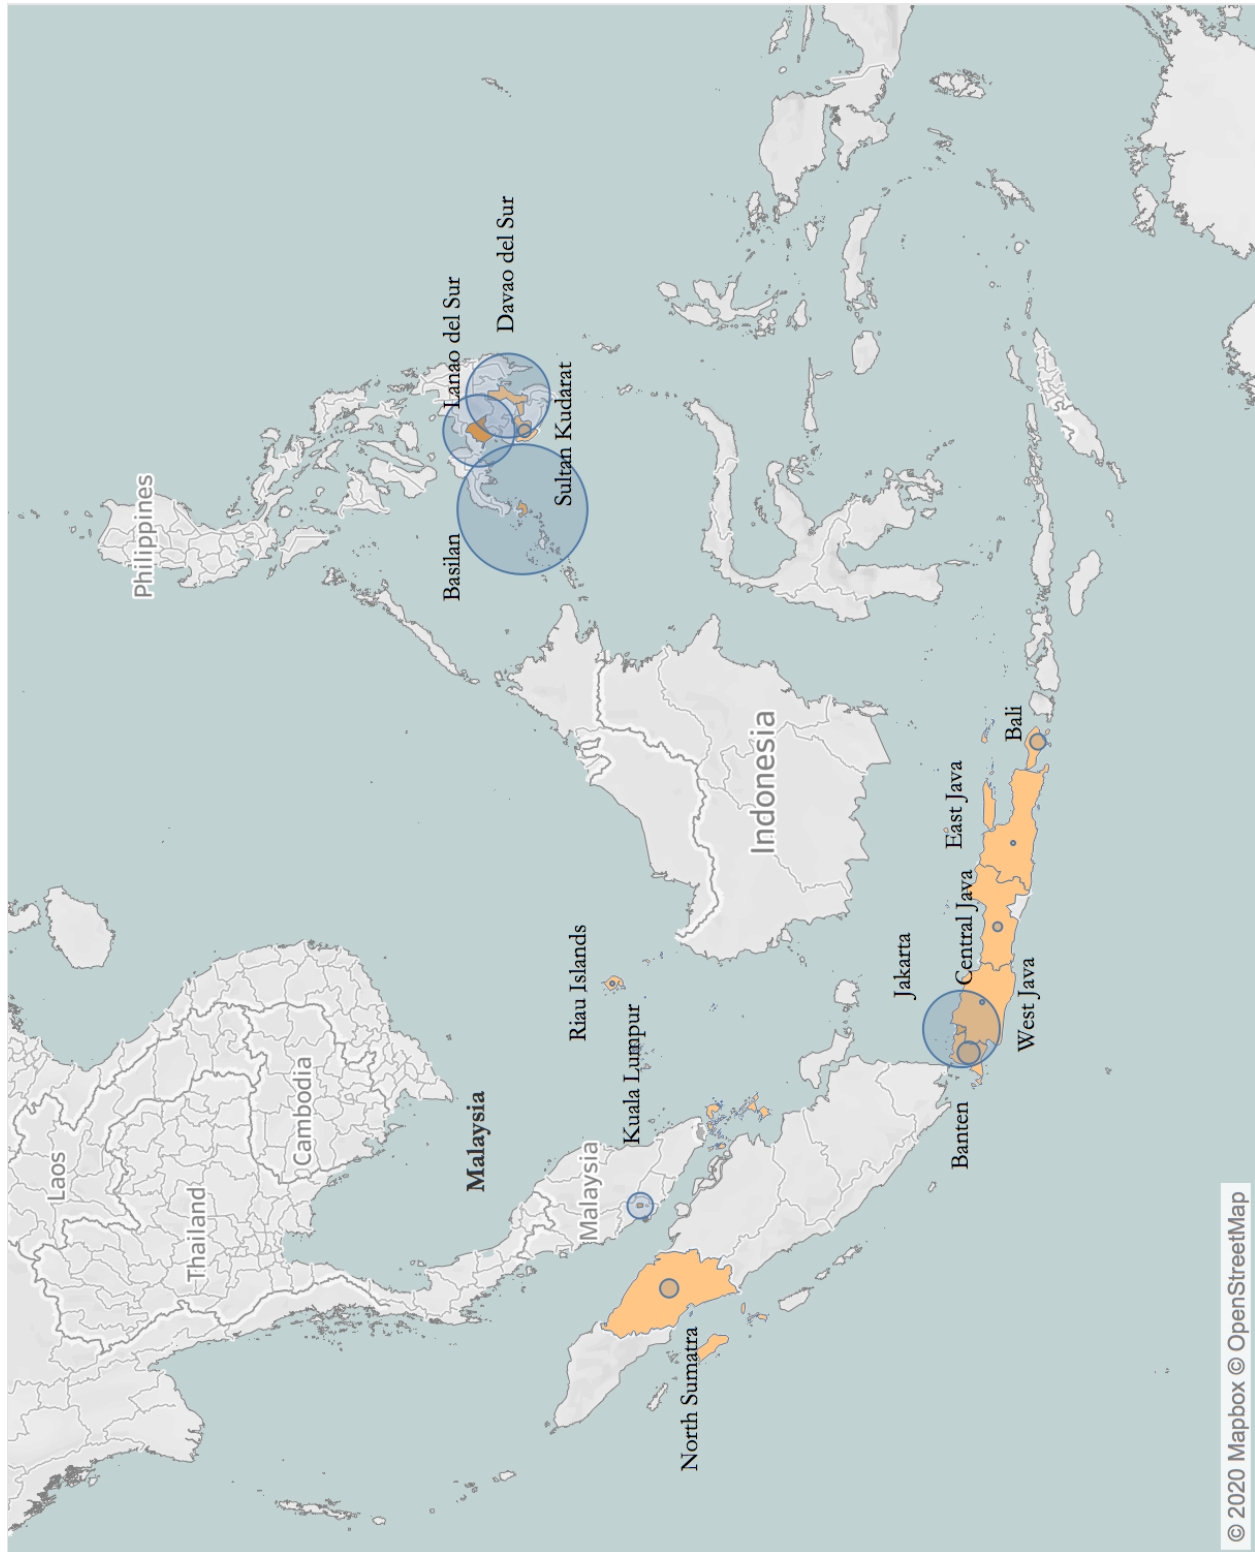 Laos
Thailand
Cambodia
Philippines
Malaysia
Malaysia
Kuala Lumpur
Riau Islands
North Sumatra
Indonesia
Basilan
Lanao del Sur
Davao del Sur
Sultan Kudarat
Banten
Jakarta
West Java
Central Java
East Java
Bali
© 2020 Mapbox © OpenStreetMap